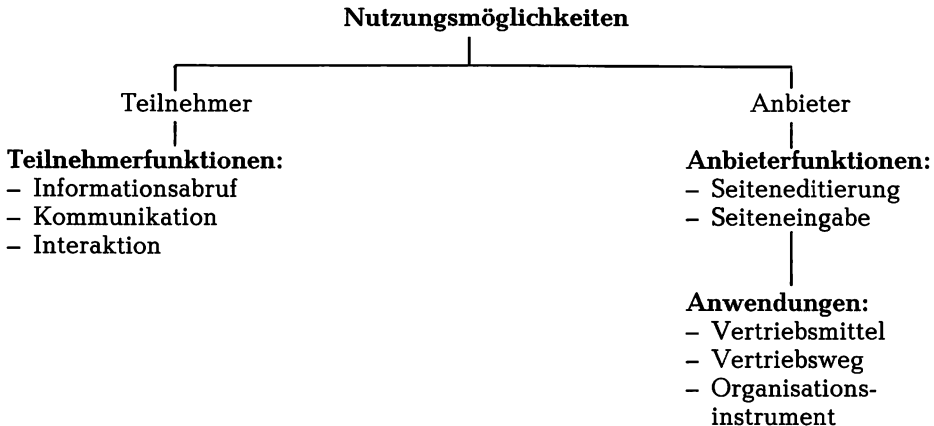 Nutzungsmöglichkeiten
Teilnehmer
Teilnehmerfunktionen:
– Informationsabruf
– Kommunikation
– Interaktion
Anbieter
Anbieterfunktionen:
– Seiteneditierung
– Seiteneingabe
Anwendungen:
– Vertriebsmittel
– Vertriebsweg
– Organisations-
instrument